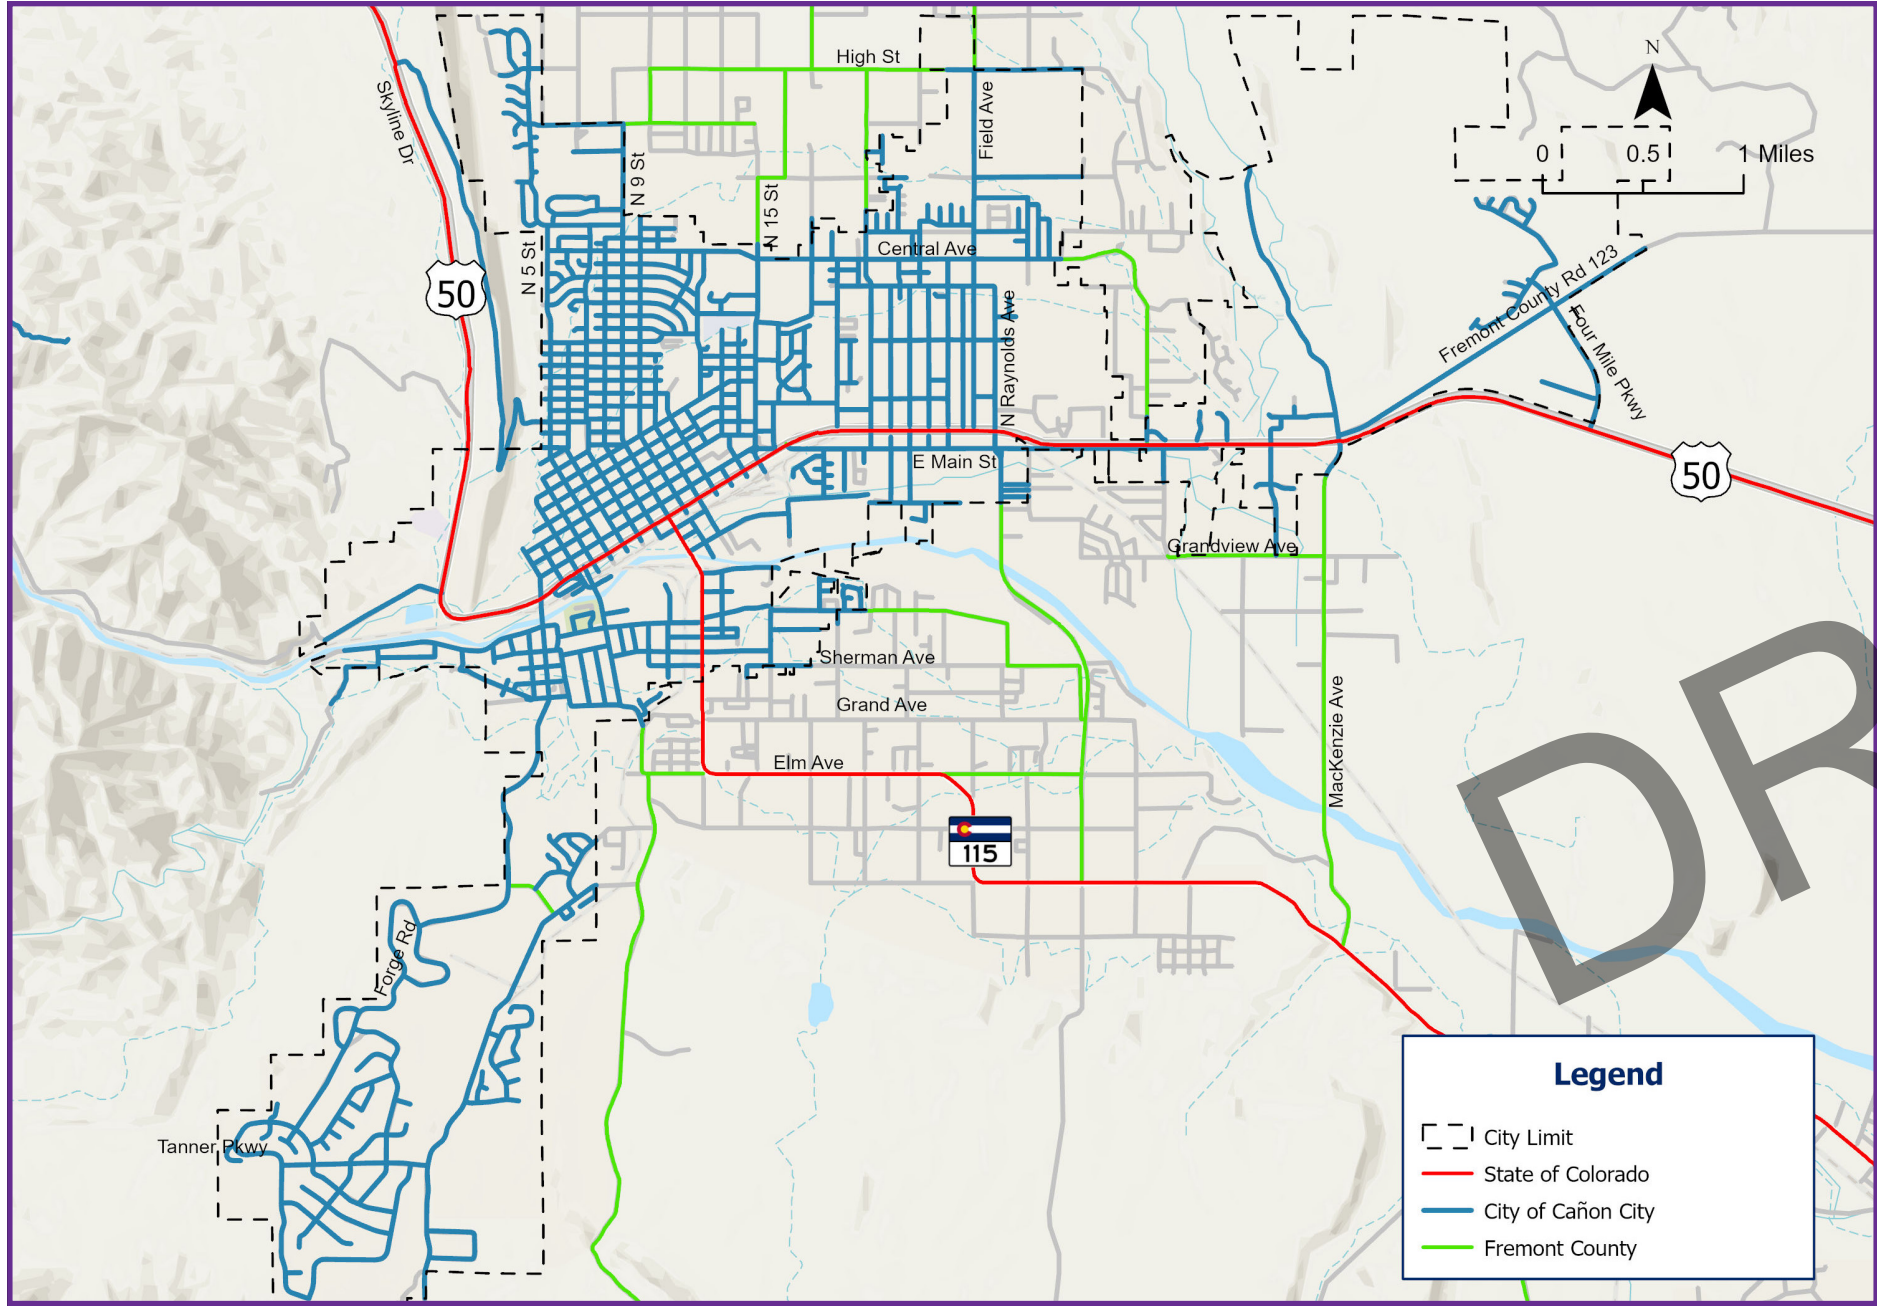 High St
N
Skyline Dr
Field Ave
0 0.5 1 Miles
N 9 St
N 15 St
N 5 St
Central Ave
50
Fremont County Rd 123
N Raynolds Ave
Four Mile Pkwy
E Main St
50
Grandview Ave
Sherman Ave
Grand Ave
MacKenzie Ave
Elm Ave
DR
115
Forge Rd
Tanner Pkwy
Legend
City Limit
State of Colorado
City of Cañon City
Fremont County